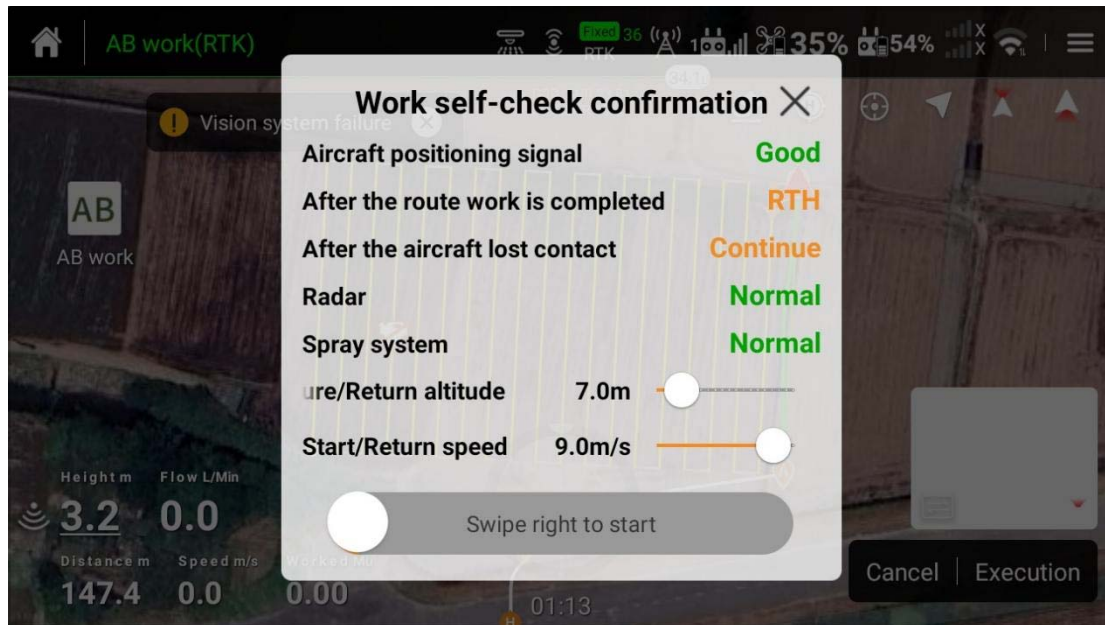 AB work(RTK)
Fixed 36
RTK
1
35%
54%
X
X
Work self-check confirmation
Vision system failure
Aircraft positioning signal Good
After the route work is completed RTH
After the aircraft lost contact Continue
Radar Normal
Spray system Normal
ure/Return altitude 7.0m
Start/Return speed 9.0m/s
Swipe right to start
AB
AB work
Height m Flow L/Min
3.2 0.0
Distance m Speed m/s Worked Mu
147.4 0.0 0.00
01:13
H
Cancel | Execution